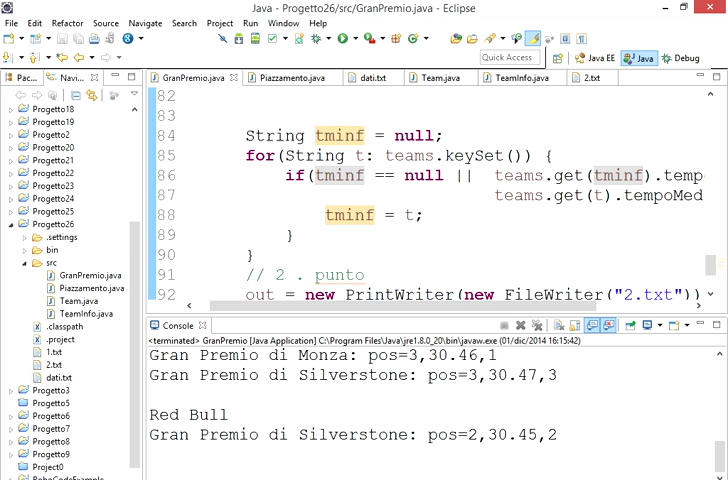 Java - Progetto26/src/GranPremio.java - Eclipse
File Edit Source Refactor Navigate Search Project Run Window Help
Quick Access Java EE Java Debug
Pac... Navi... GranPremio.java Piazzamento.java dati.txt Team.java TeamInfo.java 2.txt
Progetto18
Progetto19
Progetto2
Progetto20
Progetto21
Progetto22
Progetto23
Progetto24
Progetto25
Progetto26
.settings
bin
src
GranPremio.java
Piazzamento.java
Team.java
TeamInfo.java
.classpath
.project
1.txt
2.txt
dati.txt
Progetto3
Progetto5
Progetto6
Progetto7
Progetto8
Progetto9
Project0
RoboCodeExample
82
83
84 String tminf = null;
85 for(String t: teams.keySet()) {
86 if(tminf == null || teams.get(tminf).temp
87 teams.get(t).tempoMed
88 tminf = t;
89 }
90 }
91 // 2 . punto
92 out = new PrintWriter(new FileWriter("2.txt"))
Console
<terminated> GranPremio [Java Application] C:\Program Files\Java\jre1.8.0_20\bin\javaw.exe (01/dic/2014 16:15:42)
Gran Premio di Monza: pos=3,30.46,1
Gran Premio di Silverstone: pos=3,30.47,3
Red Bull
Gran Premio di Silverstone: pos=2,30.45,2